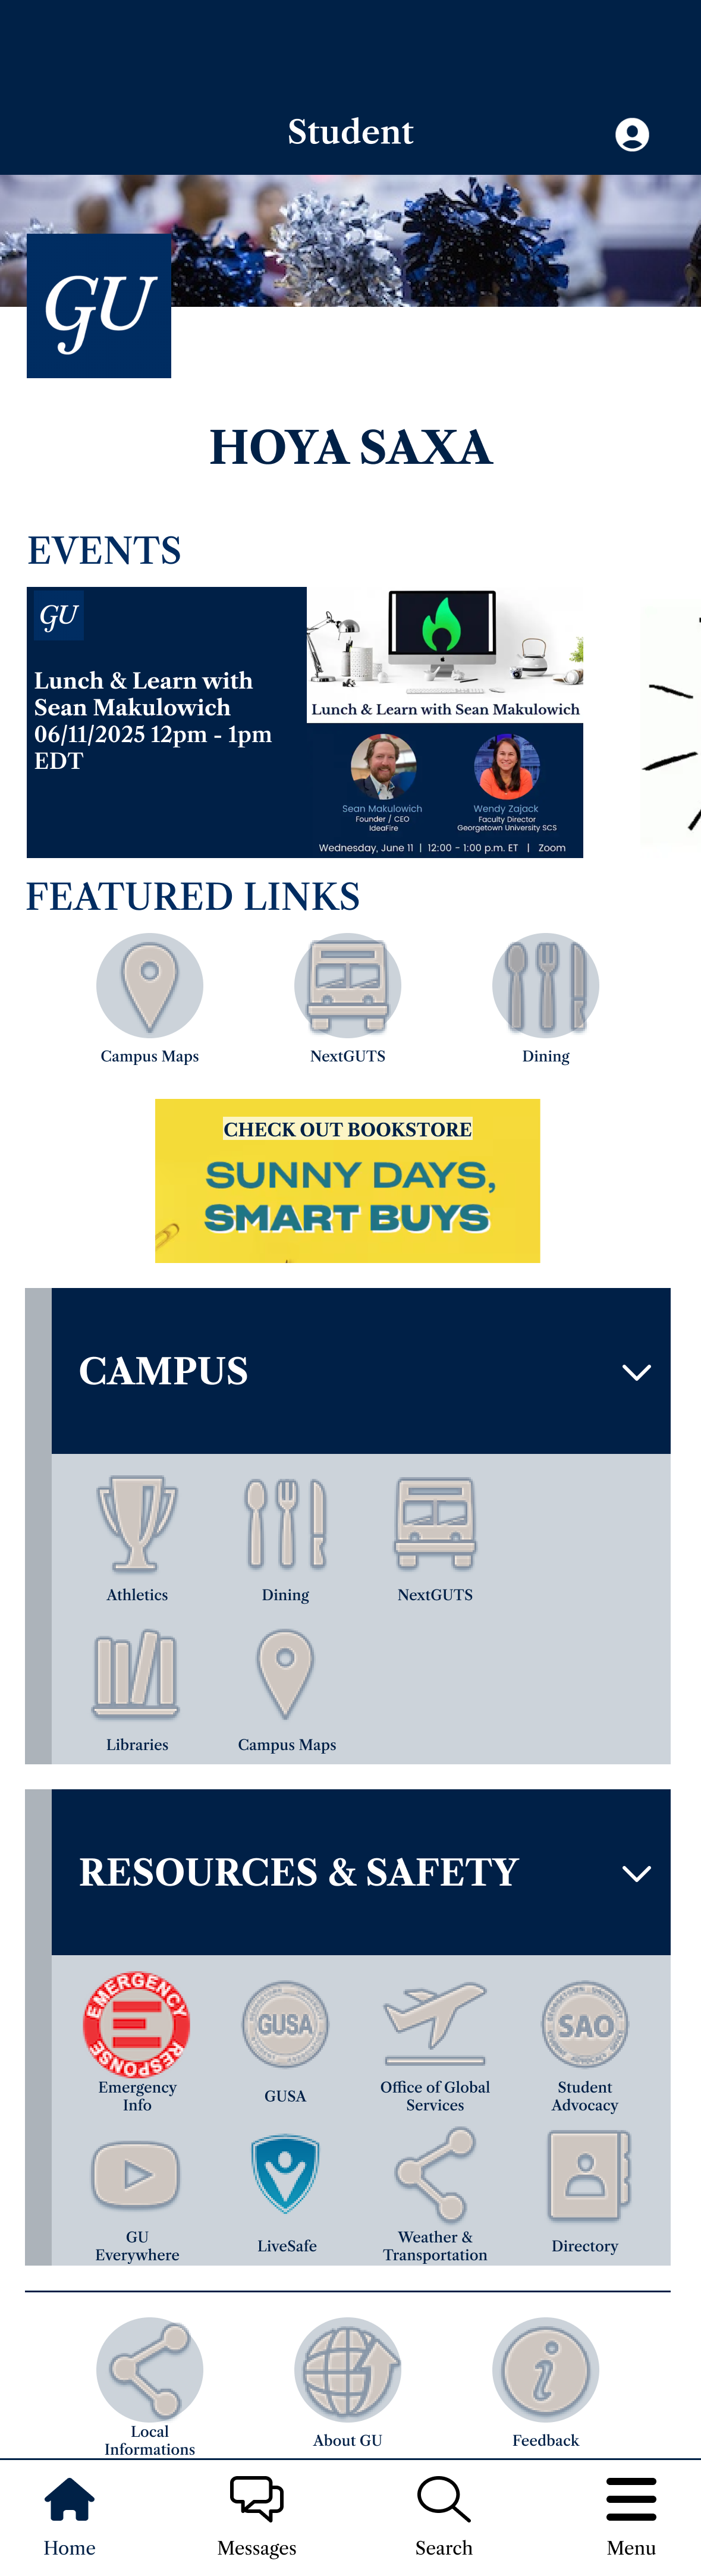 Student
GU
HOYA SAXA
EVENTS
GU
Lunch & Learn with
Sean Makulowich
06/11/2025 12pm - 1pm
EDT
Lunch & Learn with Sean Makulowich
Sean Makulowich
Founder / CEO
IdeaFire
Wendy Zajack
Faculty Director
Georgetown University SCS
Wednesday, June 11 | 12:00 - 1:00 p.m. ET | Zoom
FEATURED LINKS
Campus Maps
NextGUTS
Dining
CHECK OUT BOOKSTORE
SUNNY DAYS,
SMART BUYS
CAMPUS
Athletics
Dining
NextGUTS
Libraries
Campus Maps
RESOURCES & SAFETY
EMERGENCY
E
RESPONSE
Emergency
Info
GUSA
GUSA
Office of Global
Services
SAO
Student
Advocacy
GU
Everywhere
LiveSafe
Weather &
Transportation
Directory
Local
Informations
About GU
i
Feedback
Home
Messages
Search
Menu